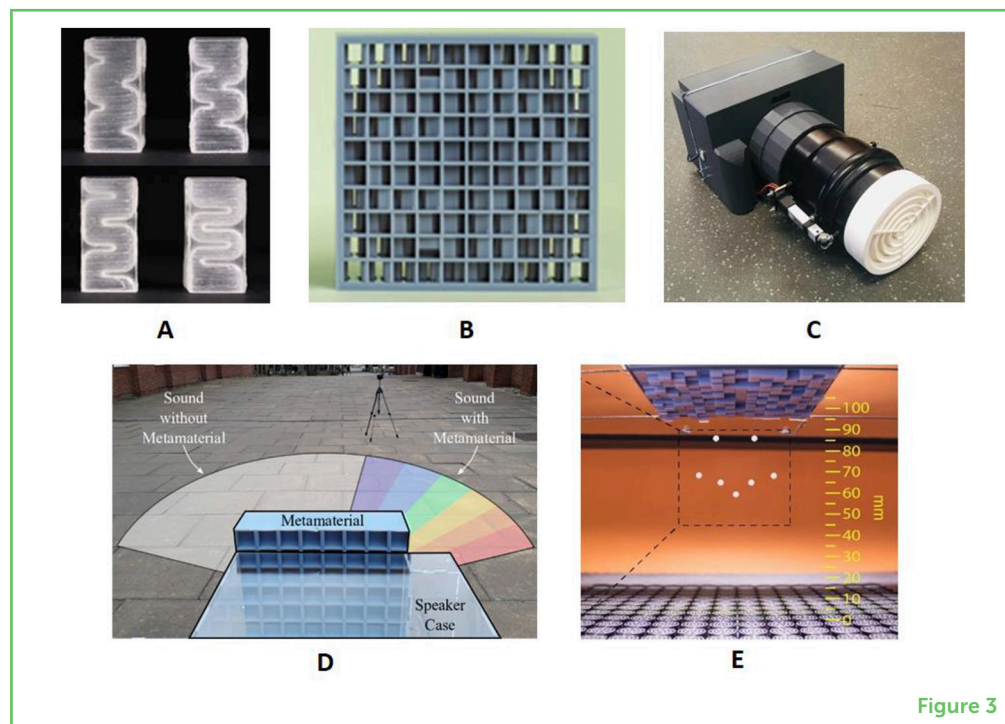 A
B
C
Sound
without
Metamaterial
Sound
with
Metamaterial
Metamaterial
Speaker
Case
D
100
90
80
70
60
50
40
30
20
10
0
mm
E
Figure 3